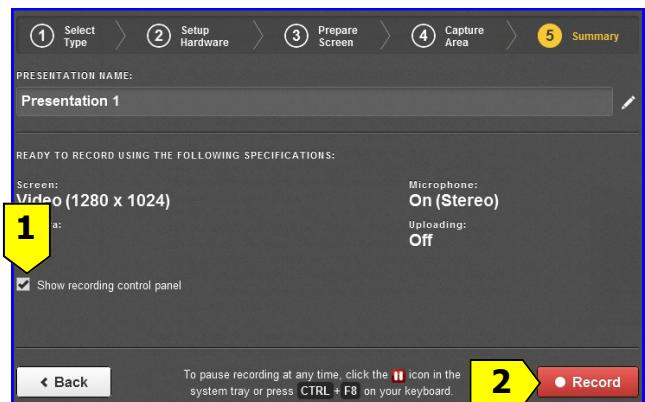 1 Select Type
2 Setup Hardware
3 Prepare Screen
4 Capture Area
5 Summary
PRESENTATION NAME:
Presentation 1
READY TO RECORD USING THE FOLLOWING SPECIFICATIONS:
Screen:
Video (1280 x 1024)
Microphone:
On (Stereo)
1
a:
Uploading:
Off
Show recording control panel
Back
To pause recording at any time, click the icon in the
system tray or press CTRL + F8 on your keyboard.
2
Record